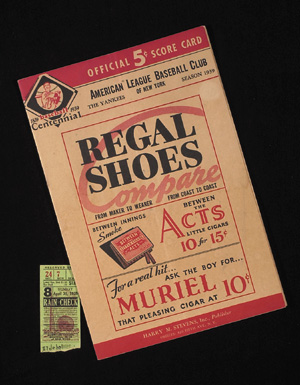 OFFICIAL 5¢ SCORE CARD
AMERICAN LEAGUE BASEBALL CLUB
OF NEW YORK
THE YANKEES
SEASON 1939
Centennial
REGAL
SHOES
Compare
FROM MAKER TO WEARER
FROM COAST TO COAST
BETWEEN INNINGS
Smoke
BETWEEN
THE
ACTS
LITTLE CIGARS
10 for 15¢
For a real hit...
ASK THE BOY FOR...
MURIEL 10¢
THAT PLEASING CIGAR AT
HARRY M. STEVENS, Inc., Publisher
8
RAIN CHECK